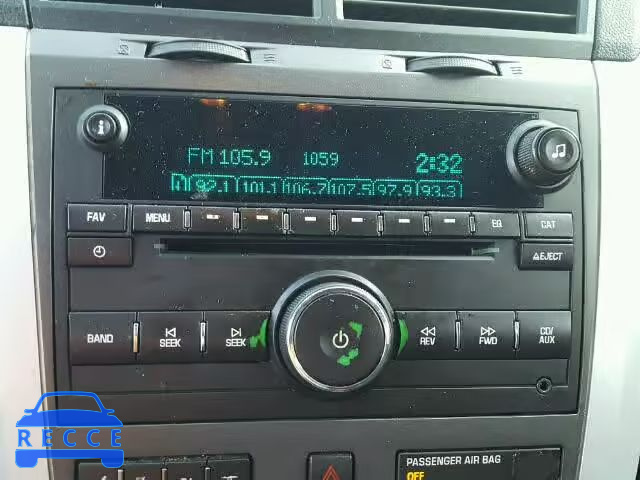 FM 105.9 1059 2:32
1 92.1 101.1 106.7 107.5 97.9 93.3
FAV MENU EQ CAT
EJECT
BAND SEEK SEEK REV FWD CD/AUX
PASSENGER AIR BAG
OFF
RECCE